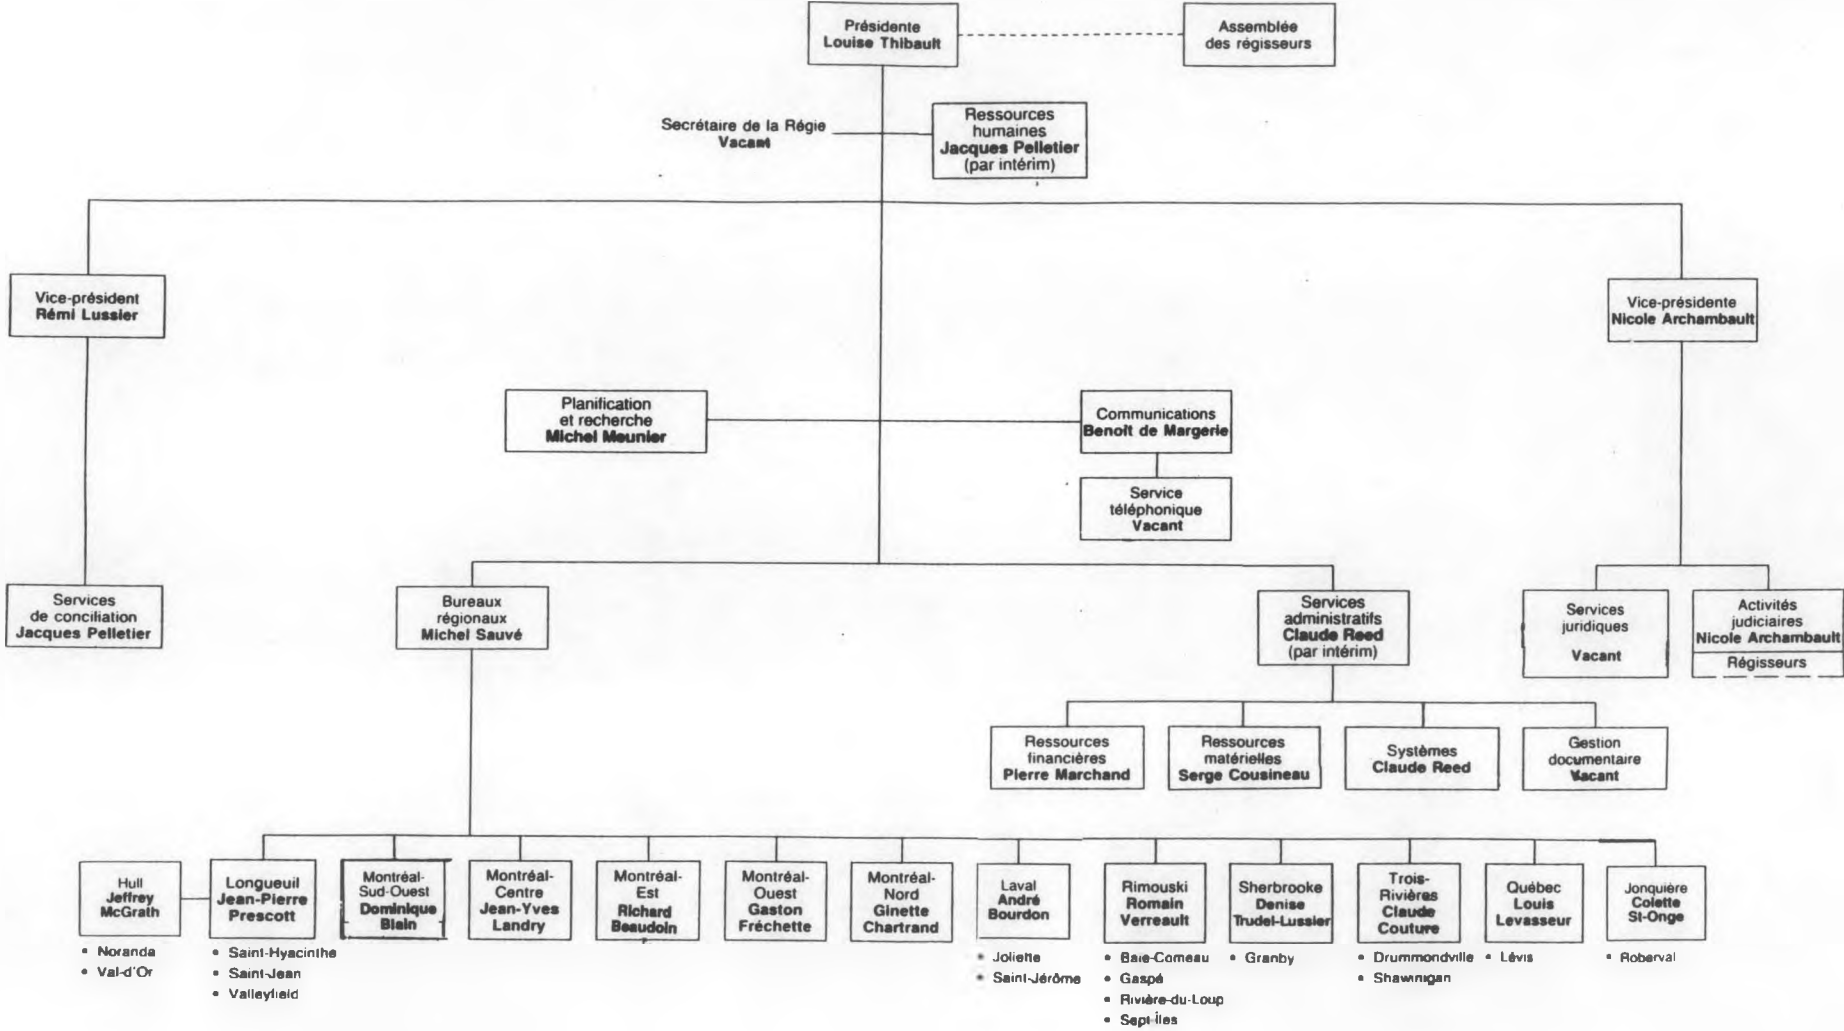 Présidente
Louise Thibault
Assemblée
des régisseurs
Secrétaire de la Régie
Vacant
Ressources
humaines
Jacques Pelletier
(par intérim)
Vice-président
Rémi Lussier
Vice-présidente
Nicole Archambault
Planification
et recherche
Michel Meunier
Communications
Benoît de Margerie
Service
téléphonique
Vacant
Services
de conciliation
Jacques Pelletier
Bureaux
régionaux
Michel Sauvé
Services
administratifs
Claude Reed
(par intérim)
Services
juridiques
Vacant
Activités
judiciaires
Nicole Archambault
Régisseurs
Ressources
financières
Pierre Marchand
Ressources
matérielles
Serge Cousineau
Systèmes
Claude Reed
Gestion
documentaire
Vacant
Hull
Jeffrey
McGrath
• Noranda
• Val-d'Or
Longueuil
Jean-Pierre
Prescott
• Saint-Hyacinthe
• Saint-Jean
• Valleyfield
Montréal-
Sud-Ouest
Dominique
Blain
Montréal-
Centre
Jean-Yves
Landry
Montréal-
Est
Richard
Beaudoin
Montréal-
Ouest
Gaston
Fréchette
Montréal-
Nord
Ginette
Chartrand
Laval
André
Bourdon
• Joliette
• Saint-Jérôme
Rimouski
Romain
Verreault
• Baie-Comeau
• Gaspé
• Rivière-du-Loup
• Sept-Îles
Sherbrooke
Denise
Trudel-Lussier
• Granby
Trois-
Rivières
Claude
Couture
• Drummondville
• Shawinigan
Québec
Louis
Levasseur
• Lévis
Jonquière
Colette
St-Onge
• Roberval